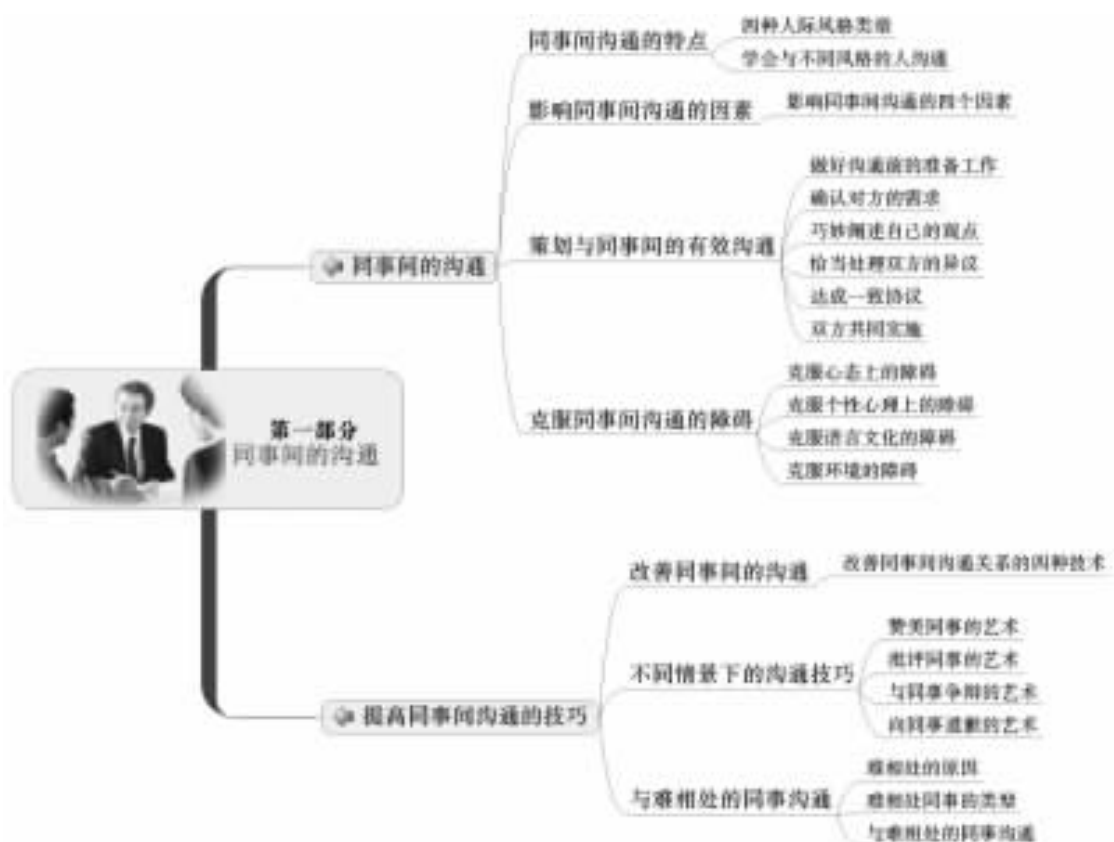 第一部分
同事间的沟通
同事间的沟通
同事间沟通的特点
四种人际风格类型
学会与不同风格的人沟通
影响同事间沟通的因素
影响同事间沟通的四个因素
策划与同事间的有效沟通
做好沟通前的准备工作
确认对方的需求
巧妙阐述自己的观点
恰当处理双方的异议
达成一致协议
双方共同实施
克服同事间沟通的障碍
克服心态上的障碍
克服个性心理上的障碍
克服语言文化的障碍
克服环境的障碍
提高同事间沟通的技巧
改善同事间的沟通
改善同事间沟通关系的四种技术
不同情景下的沟通技巧
赞美同事的艺术
批评同事的艺术
与同事争辩的艺术
向同事道歉的艺术
与难相处的同事沟通
难相处的原因
难相处同事的类型
与难相处的同事沟通